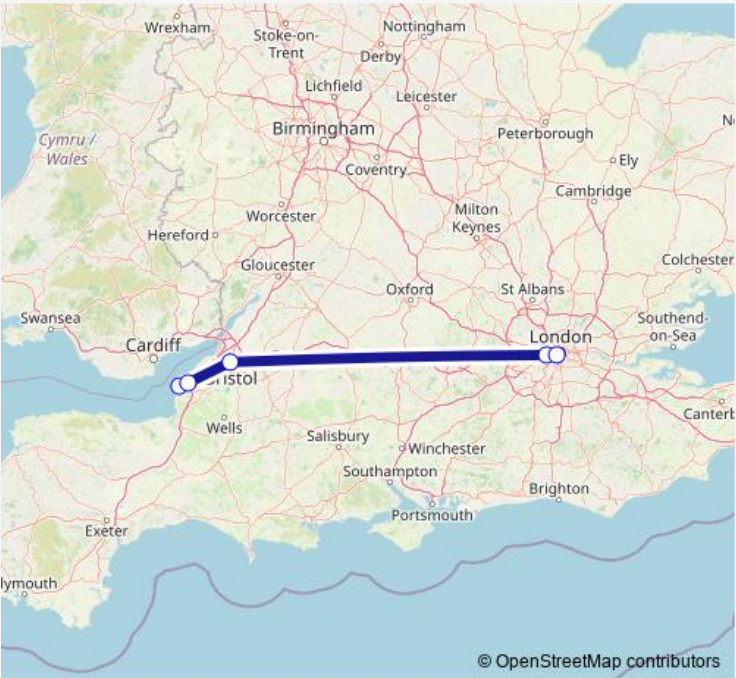 Wrexham
Stoke-on-
Trent
Nottingham
Derby
Lichfield
Leicester
Birmingham
Peterborough
Cymru /
Wales
Coventry
Ely
Cambridge
Worcester
Milton
Keynes
Hereford
Gloucester
Colchester
Oxford
St Albans
Swansea
Southend-
on-Sea
London
Cardiff
ristol
Canterb
Wells
Salisbury
Winchester
Southampton
Brighton
Portsmouth
Exeter
lymouth
© OpenStreetMap contributors